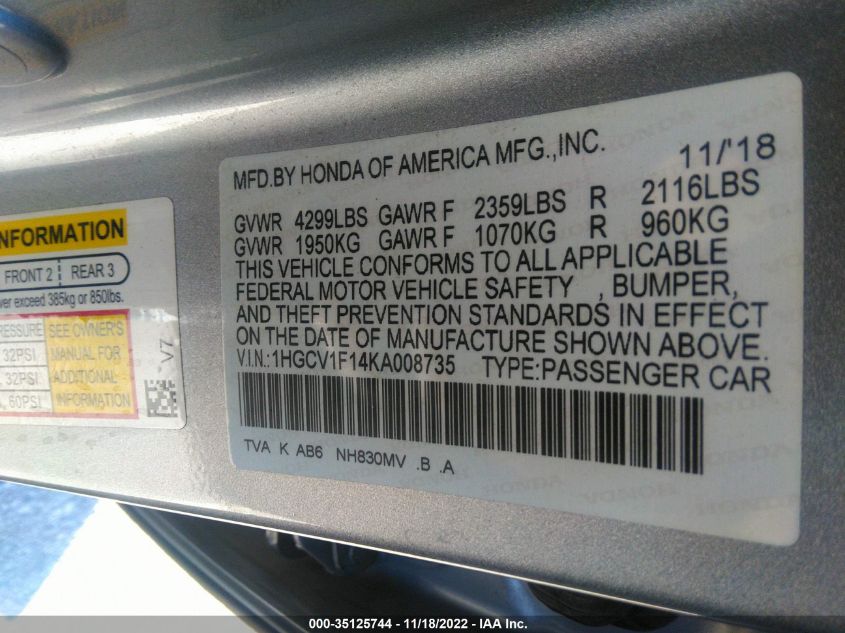 MFD.BY HONDA OF AMERICA MFG.,INC. 11/'18
GVWR 4299LBS GAWR F 2359LBS R 2116LBS
GVWR 1950KG GAWR F 1070KG R 960KG
THIS VEHICLE CONFORMS TO ALL APPLICABLE
FEDERAL MOTOR VEHICLE SAFETY , BUMPER,
AND THEFT PREVENTION STANDARDS IN EFFECT
ON THE DATE OF MANUFACTURE SHOWN ABOVE.
V.I.N.:1HGCV1F14KA008735 TYPE:PASSENGER CAR
TVA K AB6 NH830MV .B .A
INFORMATION
FRONT 2 REAR 3
exceed 385kg or 850lbs.
SEE OWNER'S
32PSI MANUAL FOR
, 32PSI ADDITIONAL
, 60PSI INFORMATION
000-35125744 - 11/18/2022 - IAA Inc.